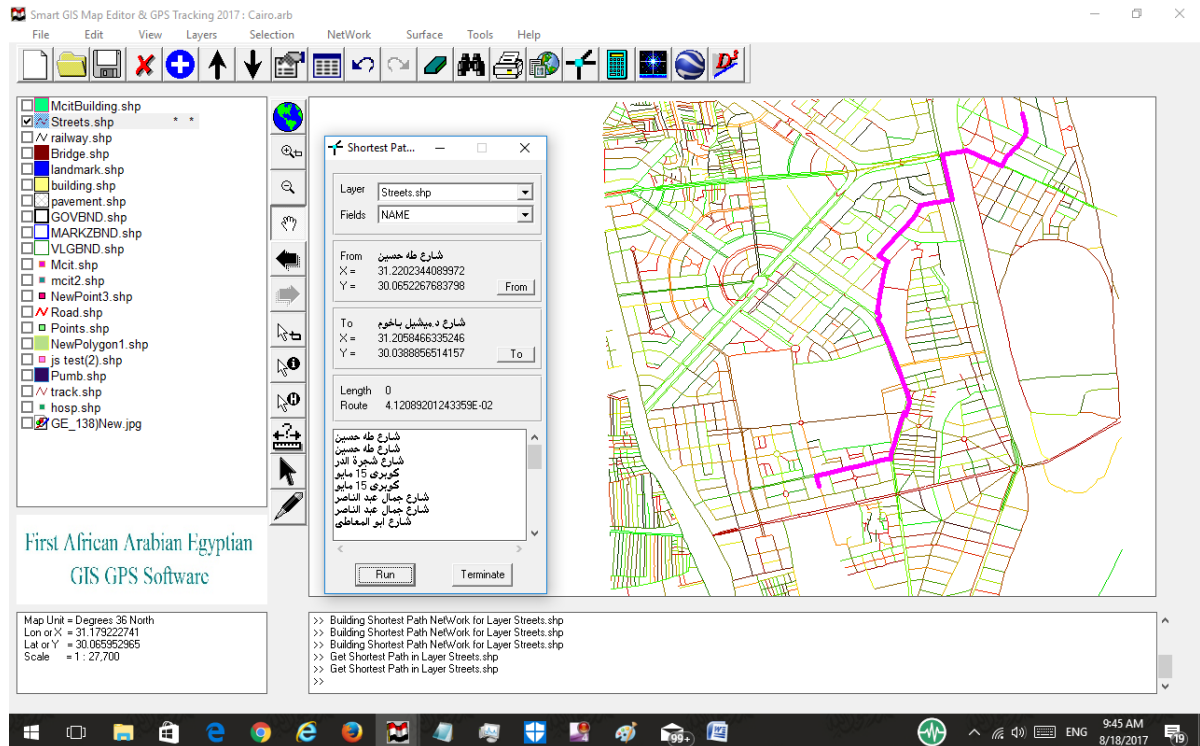 Smart GIS Map Editor & GPS Tracking 2017 : Cairo.arb
File Edit View Layers Selection NetWork Surface Tools Help
McitBuilding.shp
Streets.shp * *
railway.shp
Bridge.shp
landmark.shp
building.shp
pavement.shp
GOVBND.shp
MARKZBND.shp
VLGBND.shp
Mcit.shp
mcit2.shp
NewPoint3.shp
Road.shp
Points.shp
NewPolygon1.shp
js test(2).shp
Pumb.shp
track.shp
hosp.shp
GE_138)New.jpg
First African Arabian Egyptian
GIS GPS Software
Map Unit = Degrees 36 North
Lon or X = 31.179222741
Lat or Y = 30.065952965
Scale = 1 : 27,700
Shortest Pat...
Layer Streets.shp
Fields NAME
From شارع طه حسين
X = 31.2202344089972
Y = 30.0652267683798 From
To شارع د.ميشيل باخوم
X = 31.2058466335246
Y = 30.0388856514157 To
Length 0
Route 4.12089201243359E-02
شارع طه حسين
شارع طه حسين
شارع شجرة الدر
كوبرى 15 مايو
كوبرى 15 مايو
شارع جمال عبد الناصر
شارع جمال عبد الناصر
شارع ابو المعاطى
Run Terminate
>> Building Shortest Path NetWork for Layer Streets.shp
>> Building Shortest Path NetWork for Layer Streets.shp
>> Building Shortest Path NetWork for Layer Streets.shp
>> Get Shortest Path in Layer Streets.shp
>> Get Shortest Path in Layer Streets.shp
>>
99+
ENG
9:45 AM
8/18/2017
19